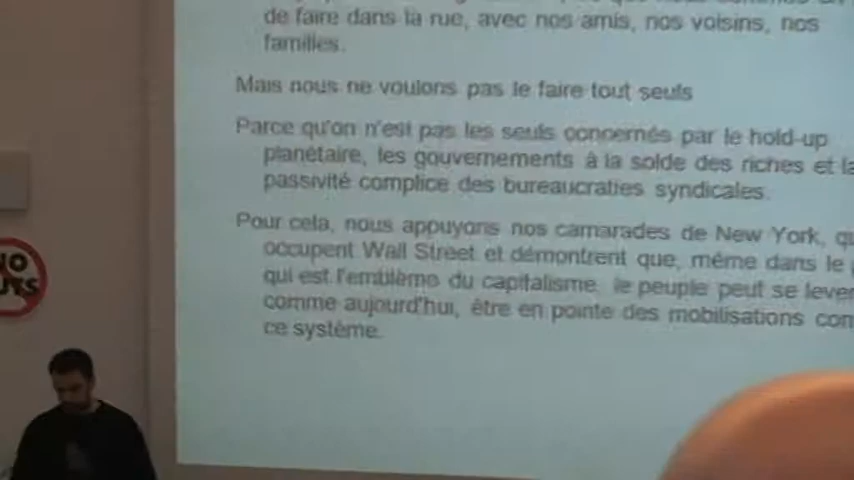 de faire dans la rue, avec nos amis, nos voisins, nos
familles.
Mais nous ne voulons pas le faire tout seuls
Parce qu'on n'est pas les seuls concernés par le hold-up
planétaire, les gouvernements à la solde des riches et la
passivité complice des bureaucraties syndicales.
Pour cela, nous appuyons nos camarades de New York, qu
occupent Wall Street et démontrent que, même dans le p
qui est l'emblème du capitalisme, le peuple peut se lever
comme aujourd'hui, être en pointe des mobilisations con
ce système.
NO
CUTS